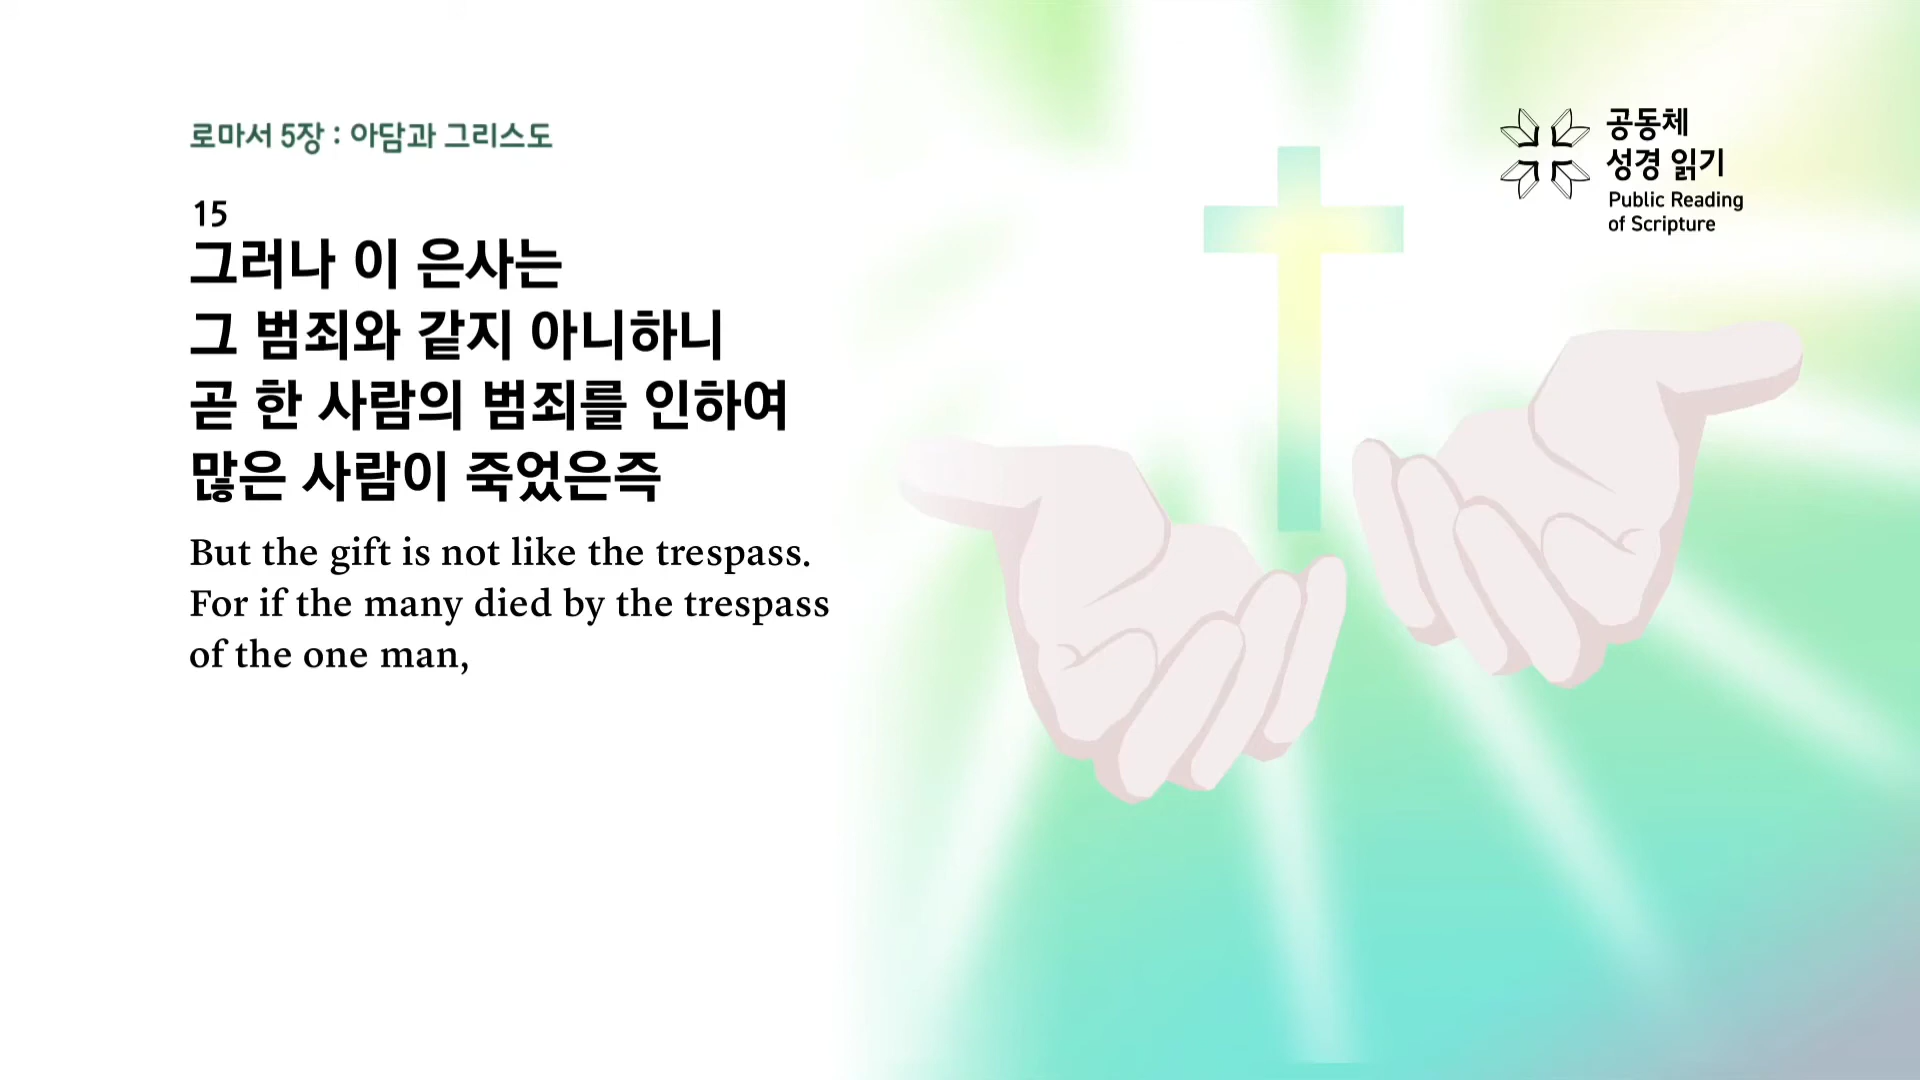 로마서 5장 : 아담과 그리스도
15
그러나 이 은사는
그 범죄와 같지 아니하니
곧 한 사람의 범죄를 인하여
많은 사람이 죽었은즉
But the gift is not like the trespass.
For if the many died by the trespass
of the one man,
공동체
성경 읽기
Public Reading
of Scripture